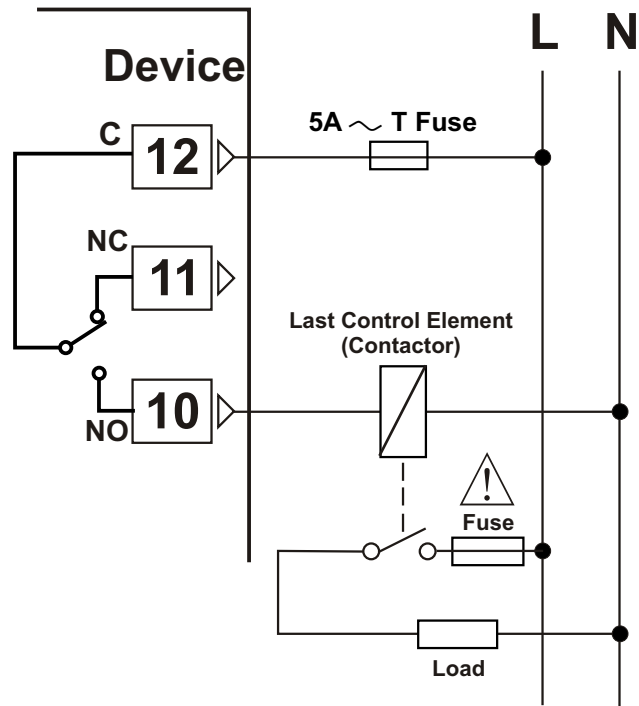 L N
Device
5A ~ T Fuse
C
12
NC
11
Last Control Element
(Contactor)
10
NO
!
Fuse
Load